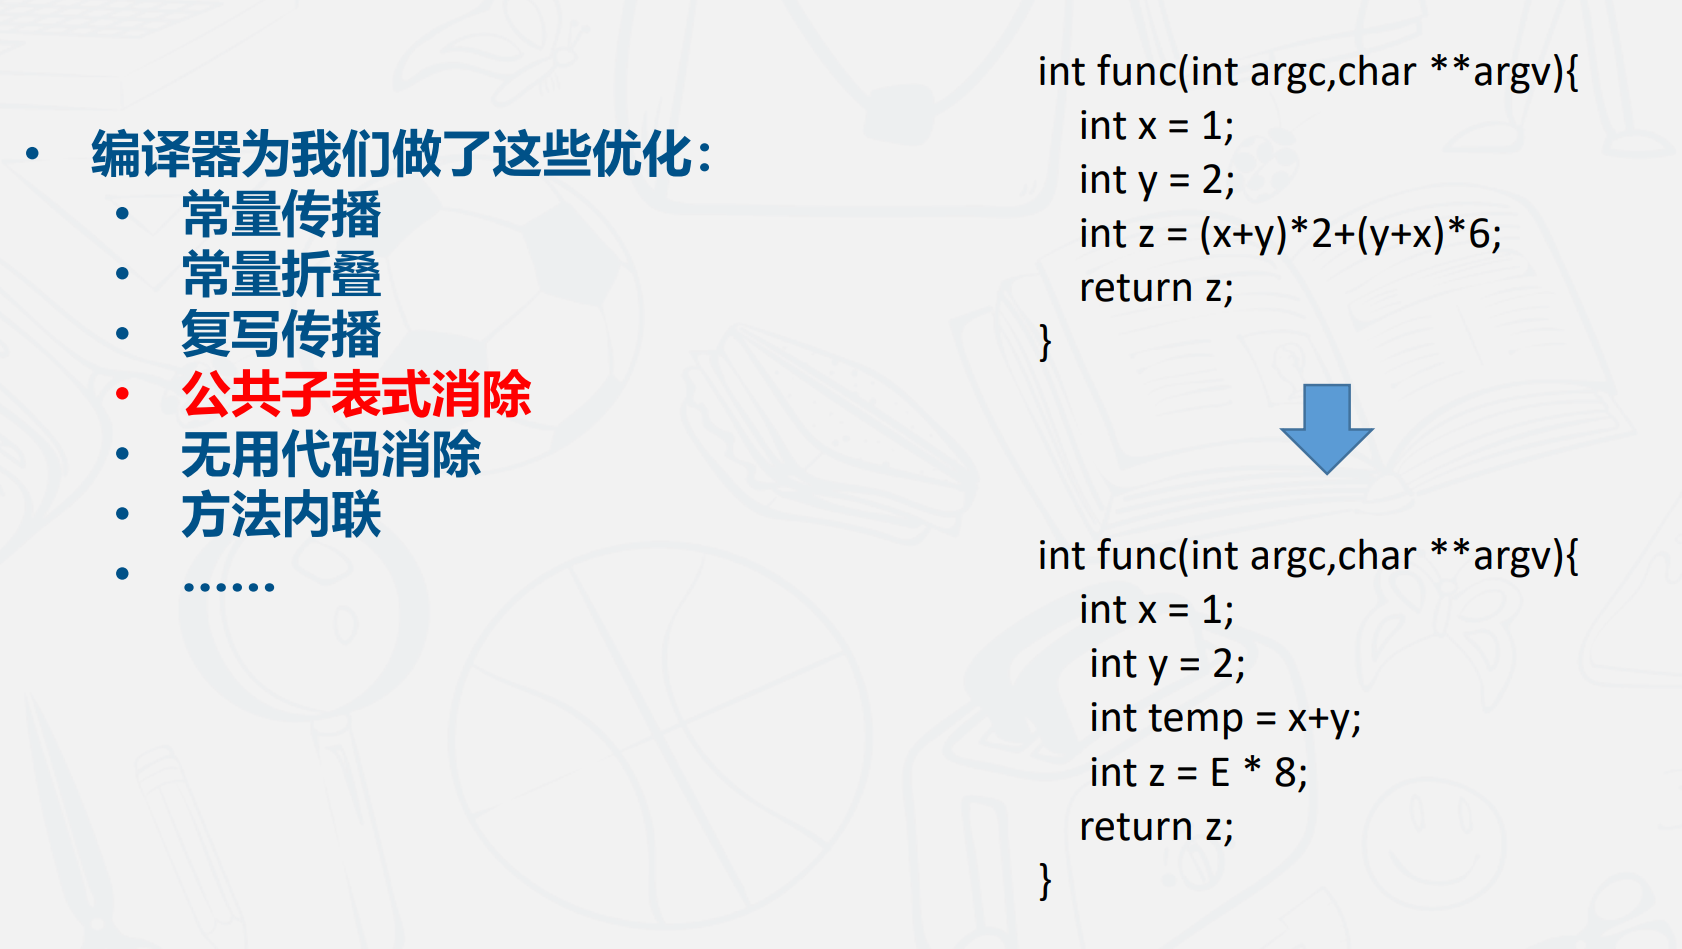 • 编译器为我们做了这些优化：
• 常量传播
• 常量折叠
• 复写传播
• 公共子表式消除
• 无用代码消除
• 方法内联
• ……
int func(int argc,char **argv){
int x = 1;
int y = 2;
int z = (x+y)*2+(y+x)*6;
return z;
}
int func(int argc,char **argv){
int x = 1;
int y = 2;
int temp = x+y;
int z = E * 8;
return z;
}